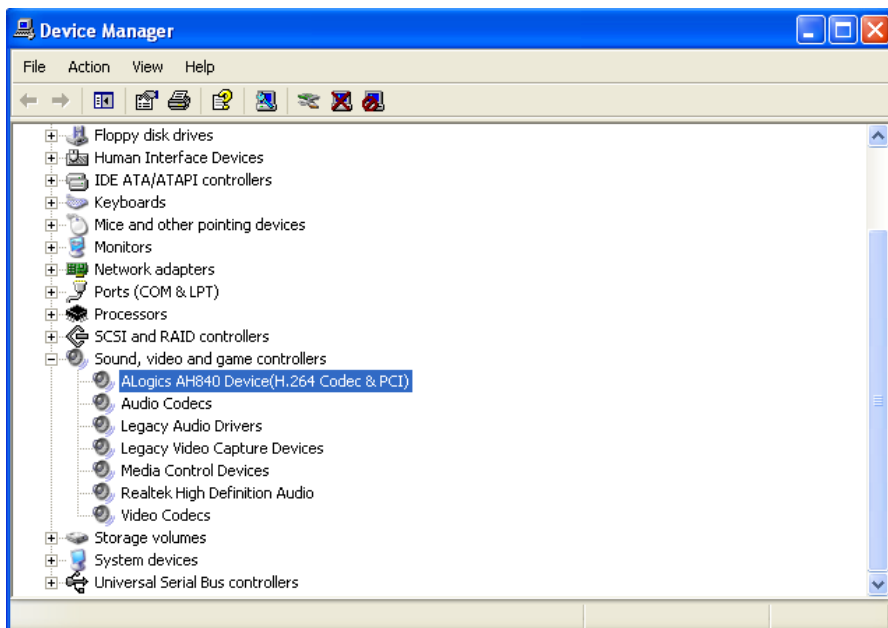 Device Manager
File Action View Help
Floppy disk drives
Human Interface Devices
IDE ATA/ATAPI controllers
Keyboards
Mice and other pointing devices
Monitors
Network adapters
Ports (COM & LPT)
Processors
SCSI and RAID controllers
Sound, video and game controllers
ALogics AH840 Device(H.264 Codec & PCI)
Audio Codecs
Legacy Audio Drivers
Legacy Video Capture Devices
Media Control Devices
Realtek High Definition Audio
Video Codecs
Storage volumes
System devices
Universal Serial Bus controllers